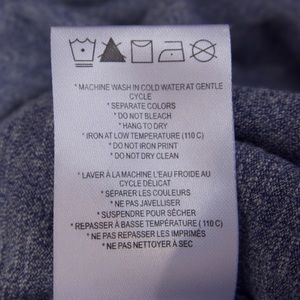 * MACHINE WASH IN COLD WATER AT GENTLE
CYCLE
* SEPARATE COLORS
* DO NOT BLEACH
* HANG TO DRY
* IRON AT LOW TEMPERATURE (110 C)
* DO NOT IRON PRINT
* DO NOT DRY CLEAN
* LAVER À LA MACHINE L'EAU FROIDE AU
CYCLE DÉLICAT
* SÉPARER LES COULEURS
* NE PAS JAVELLISER
* SUSPENDRE POUR SÉCHER
* REPASSER À BASSE TEMPÉRATURE ( 110 C)
* NE PAS REPASSER LES IMPRIMÉS
* NE PAS NETTOYER À SEC